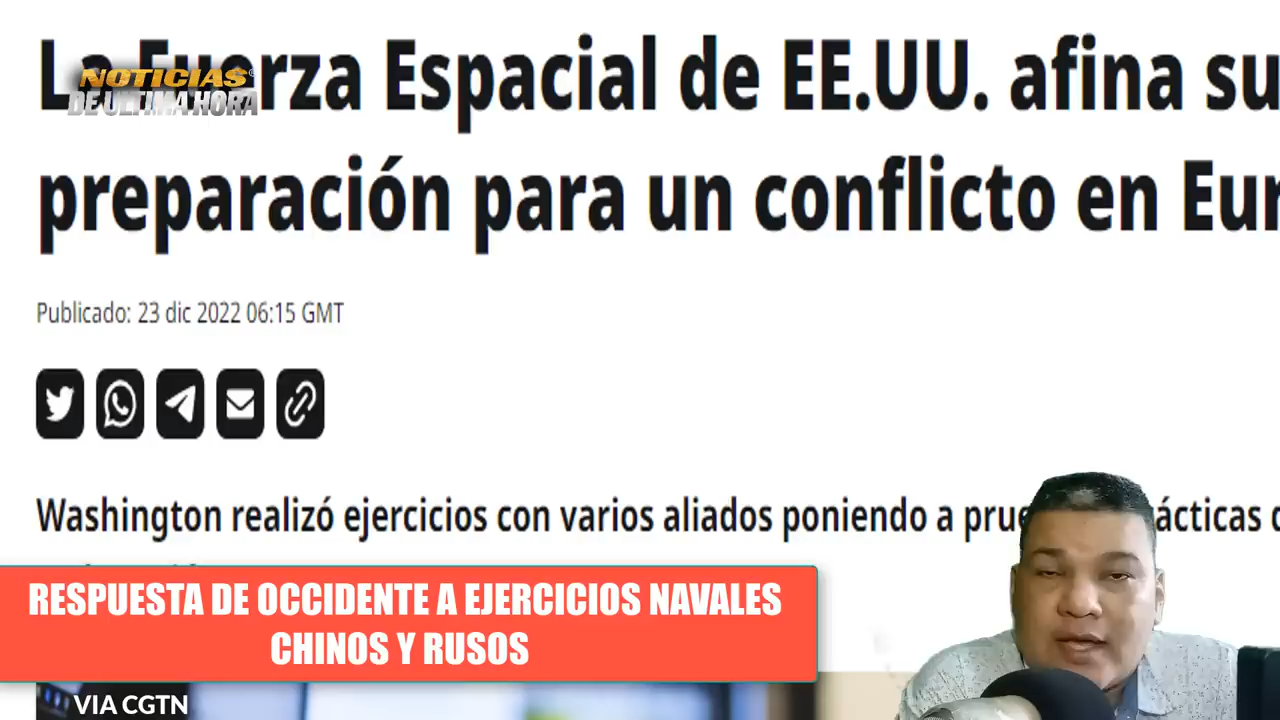 NOTICIAS
DE ULTIMA HORA
La Fuerza Espacial de EE.UU. afina su
preparación para un conflicto en Eur
Publicado: 23 dic 2022 06:15 GMT
Washington realizó ejercicios con varios aliados poniendo a prue ácticas
RESPUESTA DE OCCIDENTE A EJERCICIOS NAVALES
CHINOS Y RUSOS
VIA CGTN